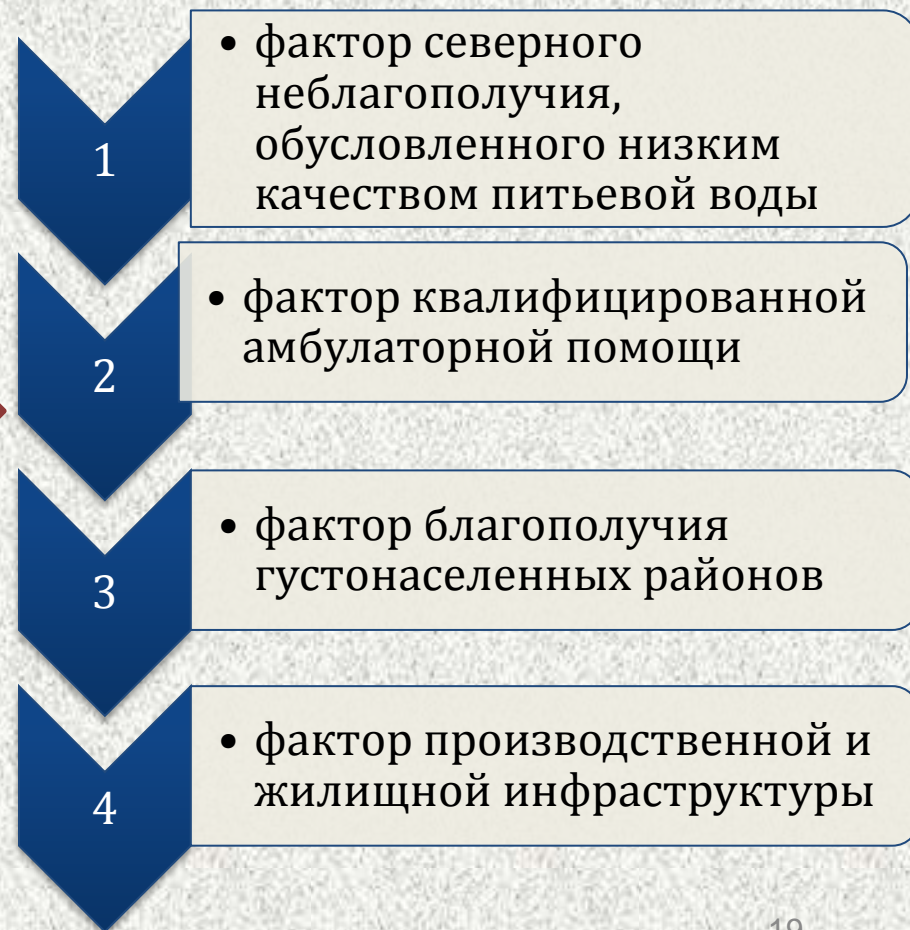 1
• фактор северного
неблагополучия,
обусловленного низким
качеством питьевой воды
2
• фактор квалифицированной
амбулаторной помощи
3
• фактор благополучия
густонаселенных районов
4
• фактор производственной и
жилищной инфраструктуры
19